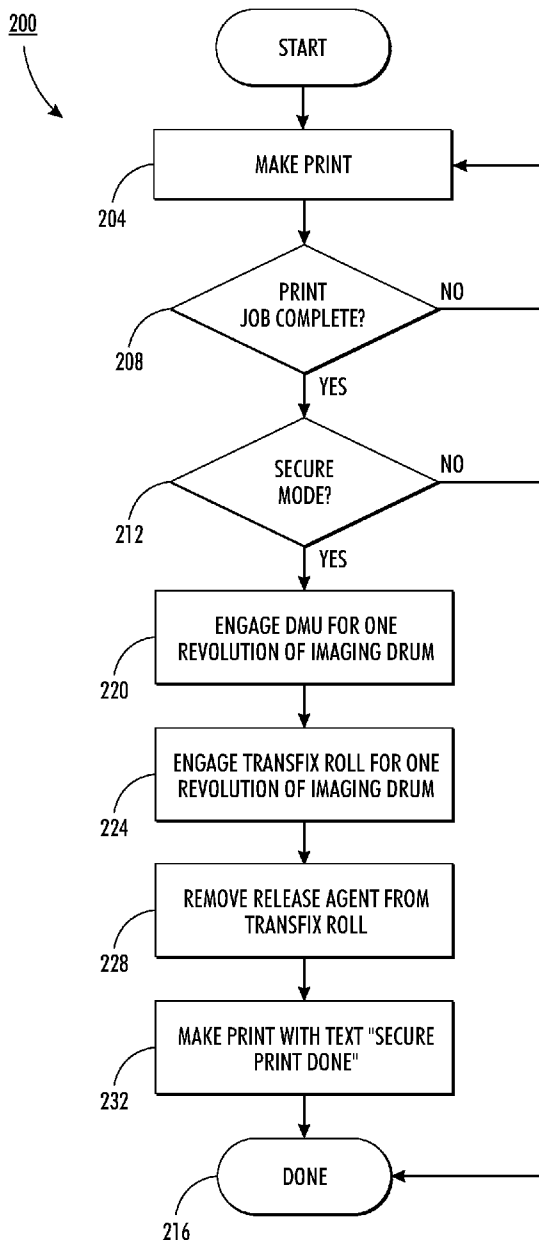 200
START
MAKE PRINT
204
PRINT
JOB COMPLETE?
NO
208
YES
SECURE
MODE?
NO
212
YES
ENGAGE DMU FOR ONE
REVOLUTION OF IMAGING DRUM
220
ENGAGE TRANSFIX ROLL FOR ONE
REVOLUTION OF IMAGING DRUM
224
REMOVE RELEASE AGENT FROM
TRANSFIX ROLL
228
MAKE PRINT WITH TEXT "SECURE
PRINT DONE"
232
DONE
216